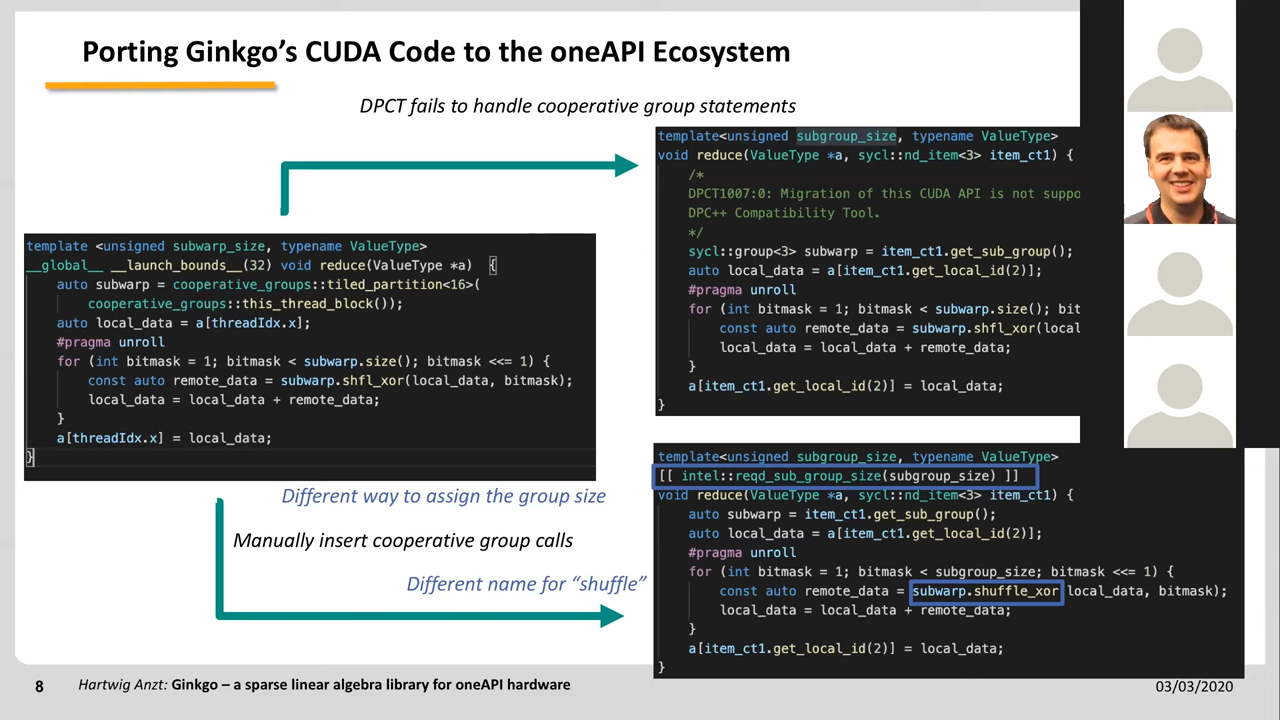 Porting Ginkgo’s CUDA Code to the oneAPI Ecosystem
DPCT fails to handle cooperative group statements
template <unsigned subwarp_size, typename ValueType>
__global__ __launch_bounds__(32) void reduce(ValueType *a) {
auto subwarp = cooperative_groups::tiled_partition<16>(
cooperative_groups::this_thread_block());
auto local_data = a[threadIdx.x];
#pragma unroll
for (int bitmask = 1; bitmask < subwarp.size(); bitmask <<= 1) {
const auto remote_data = subwarp.shfl_xor(local_data, bitmask);
local_data = local_data + remote_data;
}
a[threadIdx.x] = local_data;
}
template<unsigned subgroup_size, typename ValueType>
void reduce(ValueType *a, sycl::nd_item<3> item_ct1) {
/*
DPCT1007:0: Migration of this CUDA API is not suppo
DPC++ Compatibility Tool.
*/
sycl::group<3> subwarp = item_ct1.get_sub_group();
auto local_data = a[item_ct1.get_local_id(2)];
#pragma unroll
for (int bitmask = 1; bitmask < subwarp.size(); bit
const auto remote_data = subwarp.shfl_xor(local
local_data = local_data + remote_data;
}
a[item_ct1.get_local_id(2)] = local_data;
}
Different way to assign the group size
Manually insert cooperative group calls
Different name for “shuffle”
template<unsigned subgroup_size, typename ValueType>
[[ intel::reqd_sub_group_size(subgroup_size) ]]
void reduce(ValueType *a, sycl::nd_item<3> item_ct1) {
auto subwarp = item_ct1.get_sub_group();
auto local_data = a[item_ct1.get_local_id(2)];
#pragma unroll
for (int bitmask = 1; bitmask < subgroup_size; bitmask <<= 1) {
const auto remote_data = subwarp.shuffle_xor local_data, bitmask);
local_data = local_data + remote_data;
}
a[item_ct1.get_local_id(2)] = local_data;
}
8 Hartwig Anzt: Ginkgo – a sparse linear algebra library for oneAPI hardware
03/03/2020